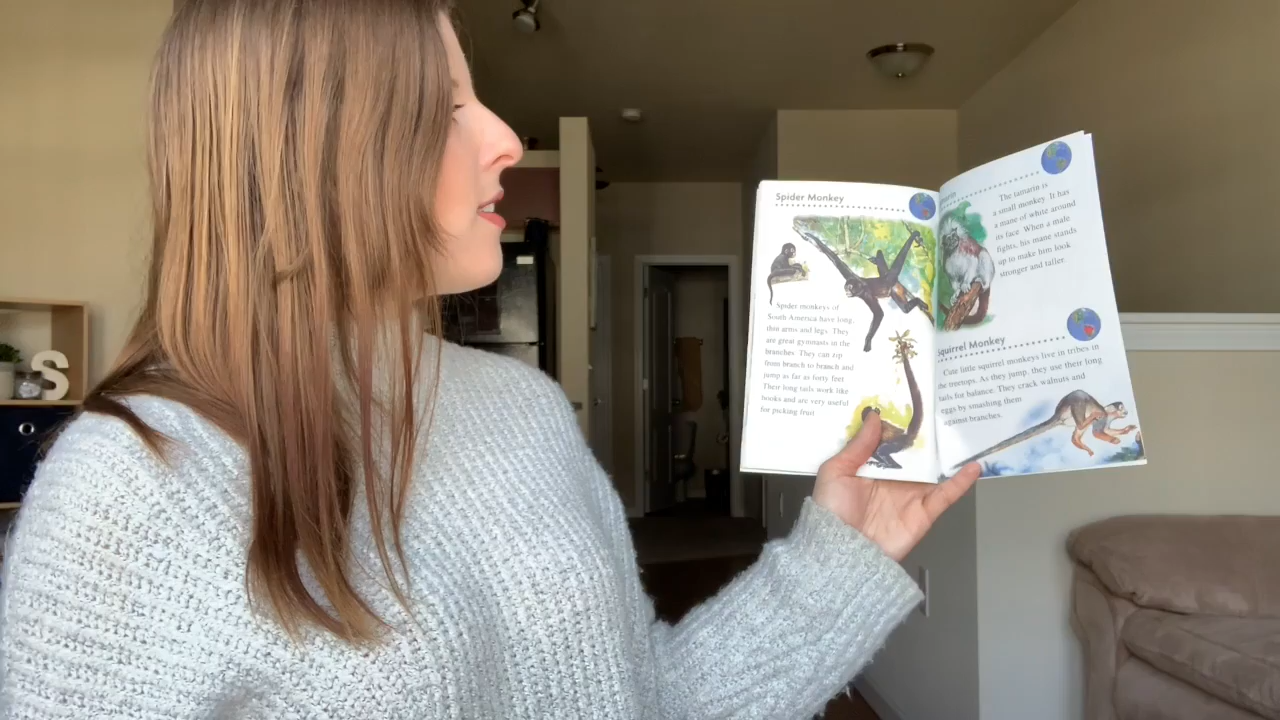 S
Spider Monkey
Spider monkeys of
South America have long,
thin arms and legs. They
are great gymnasts in the
branches. They can zip
from branch to branch and
jump as far as forty feet.
Their long tails work like
hooks and are very useful
for picking fruit.
The tamarin is
a small monkey. It has
a mane of white around
its face. When a male
fights, his mane stands
up to make him look
stronger and taller.
Squirrel Monkey
Cute little squirrel monkeys live in tribes in
the treetops. As they jump, they use their long
tails for balance. They crack walnuts and
eggs by smashing them
against branches.